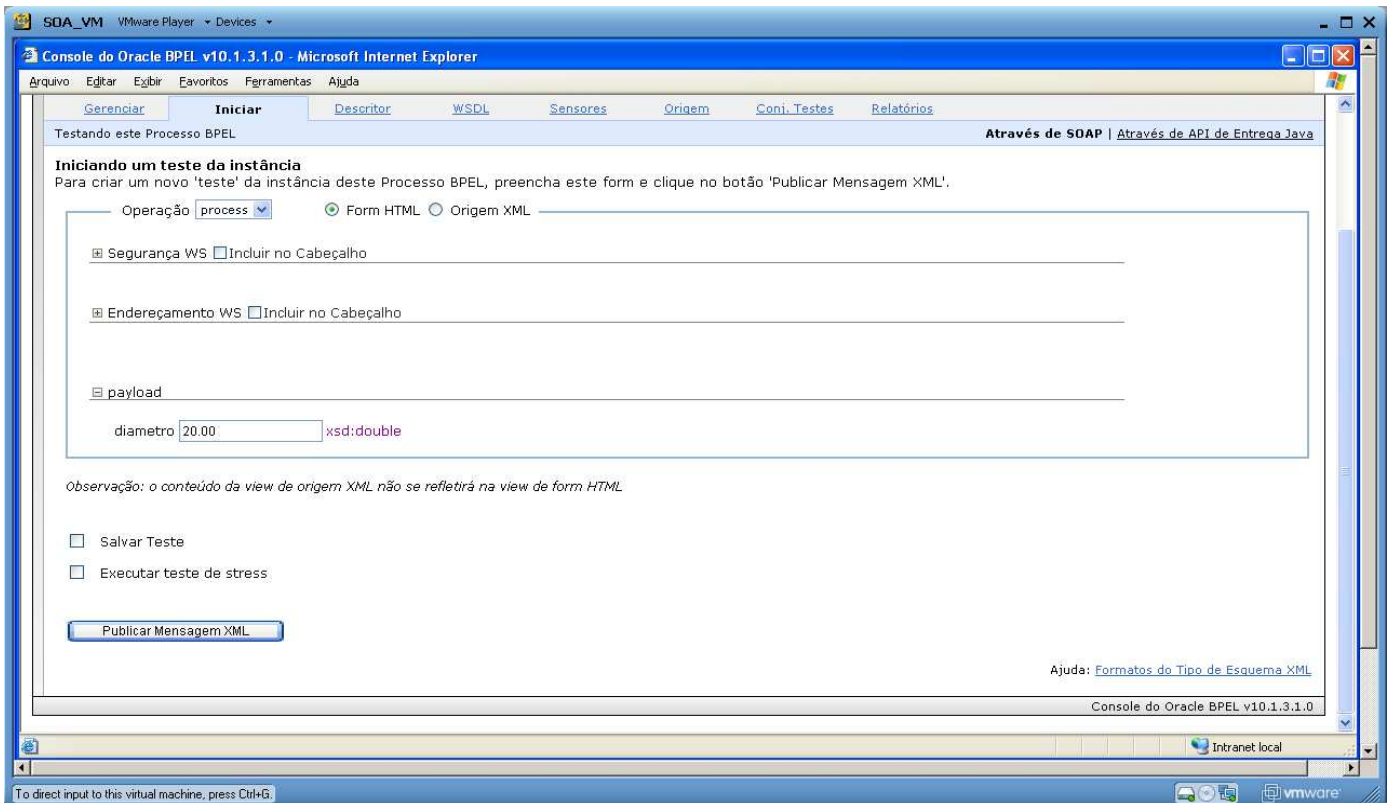 SOA_VM VMware Player Devices
Console do Oracle BPEL v10.1.3.1.0 - Microsoft Internet Explorer
Arquivo Editar Exibir Favoritos Ferramentas Ajuda
Gerenciar Iniciar Descritor WSDL Sensores Origem Conj. Testes Relatórios
Testando este Processo BPEL Através de SOAP | Através de API de Entrega Java
Iniciando um teste da instância
Para criar um novo 'teste' da instância deste Processo BPEL, preencha este form e clique no botão 'Publicar Mensagem XML'.
Operação process Form HTML Origem XML
Segurança WS Incluir no Cabeçalho
Endereçamento WS Incluir no Cabeçalho
payload
diametro 20.00 xsd:double
Observação: o conteúdo da view de origem XML não se refletirá na view de form HTML
Salvar Teste
Executar teste de stress
Publicar Mensagem XML
Ajuda: Formatos do Tipo de Esquema XML
Console do Oracle BPEL v10.1.3.1.0
Intranet local
To direct input to this virtual machine, press Ctrl+G. vmware